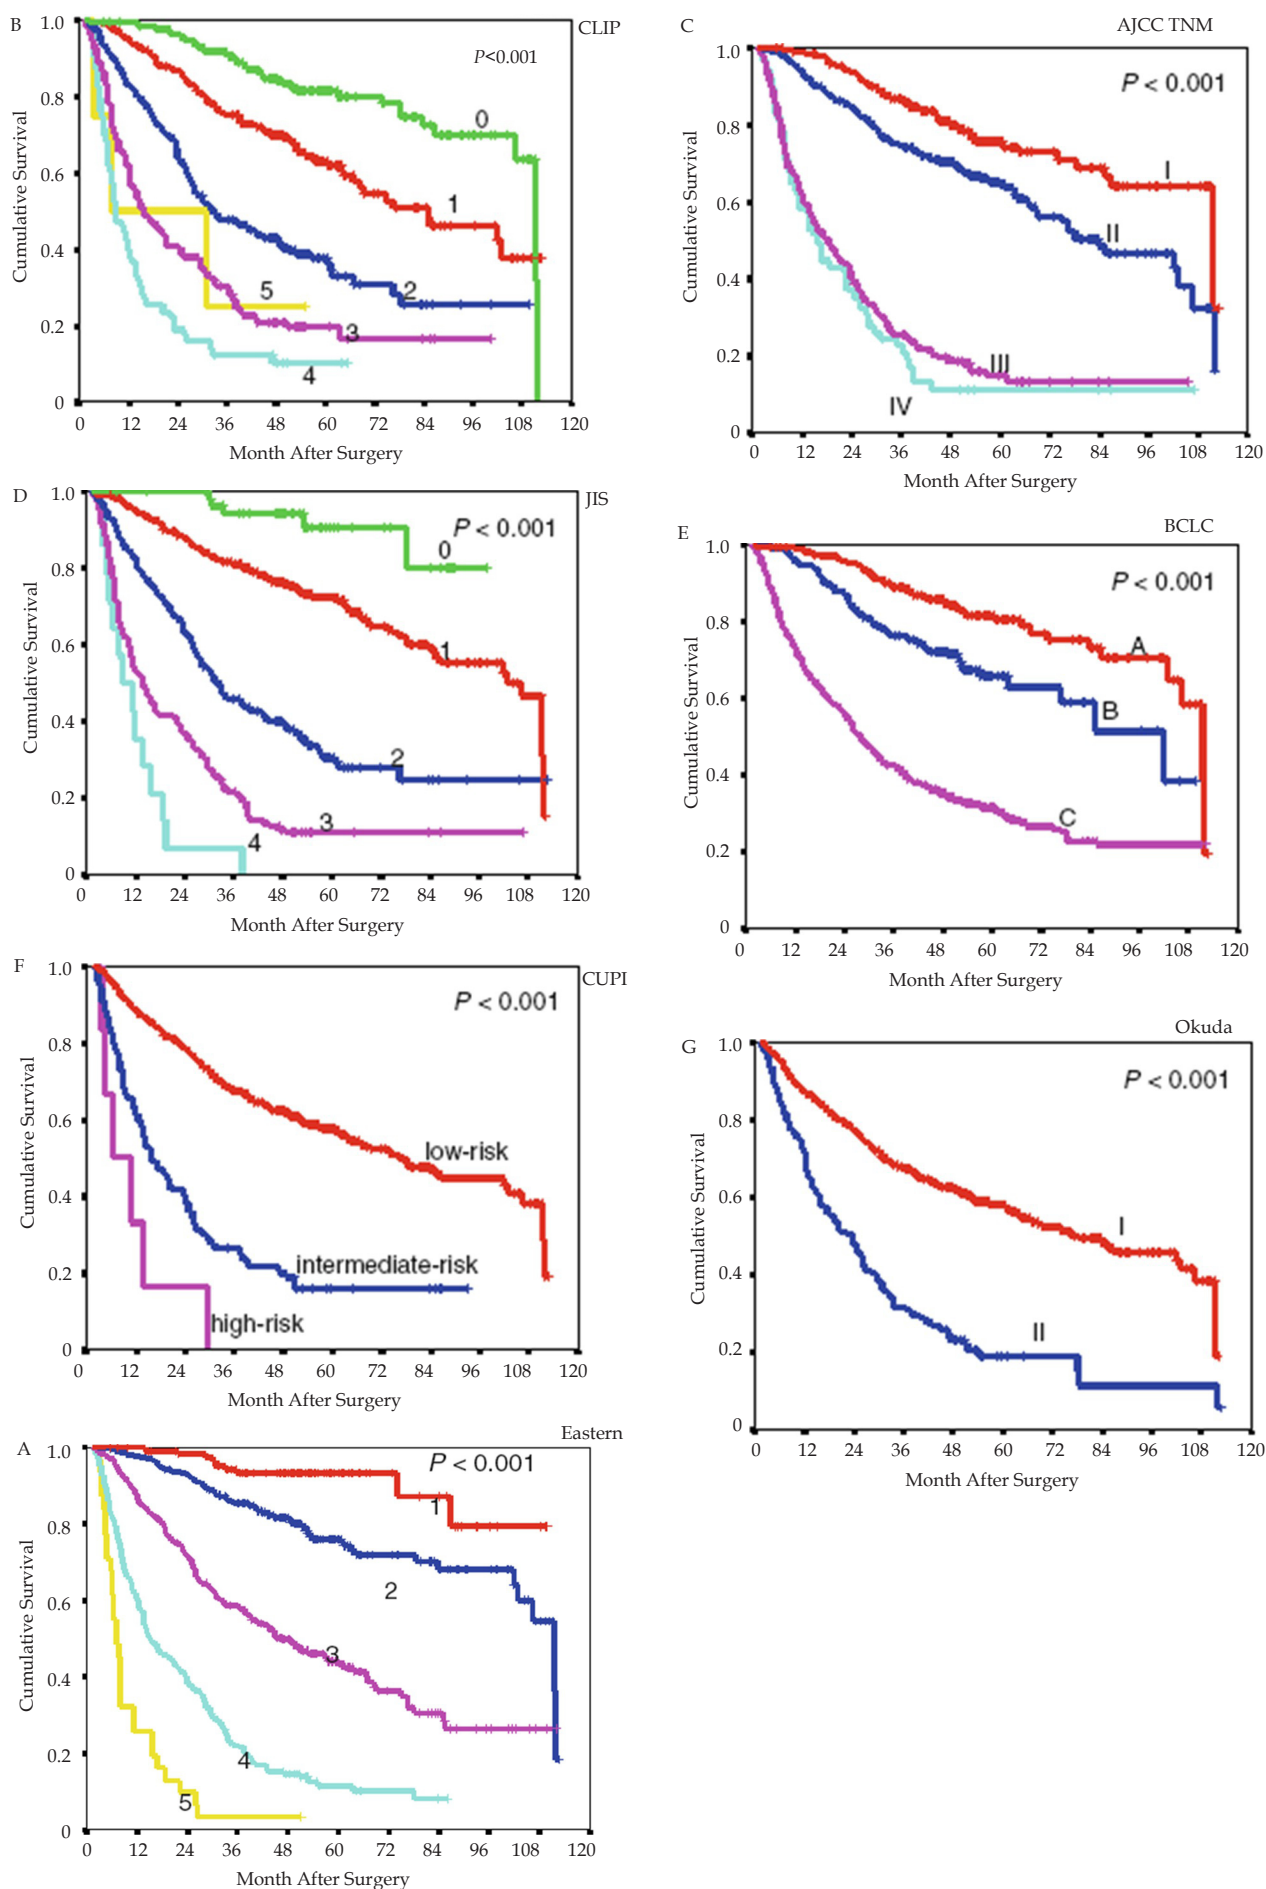 B
CLIP
P<0.001
Cumulative Survival
1.0
0.8
0.6
0.4
0.2
0
0
1
2
3
4
5
0 12 24 36 48 60 72 84 96 108 120
Month After Surgery
C
AJCC TNM
P < 0.001
Cumulative Survival
1.0
0.8
0.6
0.4
0.2
0
I
II
III
IV
0 12 24 36 48 60 72 84 96 108 120
Month After Surgery
D
JIS
P < 0.001
Cumulative Survival
1.0
0.8
0.6
0.4
0.2
0
0
1
2
3
4
0 12 24 36 48 60 72 84 96 108 120
Month After Surgery
E
BCLC
P < 0.001
Cumulative Survival
1.0
0.8
0.6
0.4
0.2
0
A
B
C
0 12 24 36 48 60 72 84 96 108 120
Month After Surgery
F
CUPI
P < 0.001
Cumulative Survival
1.0
0.8
0.6
0.4
0.2
0
low-risk
intermediate-risk
high-risk
0 12 24 36 48 60 72 84 96 108 120
Month After Surgery
G
Okuda
P < 0.001
Cumulative Survival
1.0
0.8
0.6
0.4
0.2
0
I
II
0 12 24 36 48 60 72 84 96 108 120
Month After Surgery
A
Eastern
P < 0.001
Cumulative Survival
1.0
0.8
0.6
0.4
0.2
0
1
2
3
4
5
0 12 24 36 48 60 72 84 96 108 120
Month After Surgery